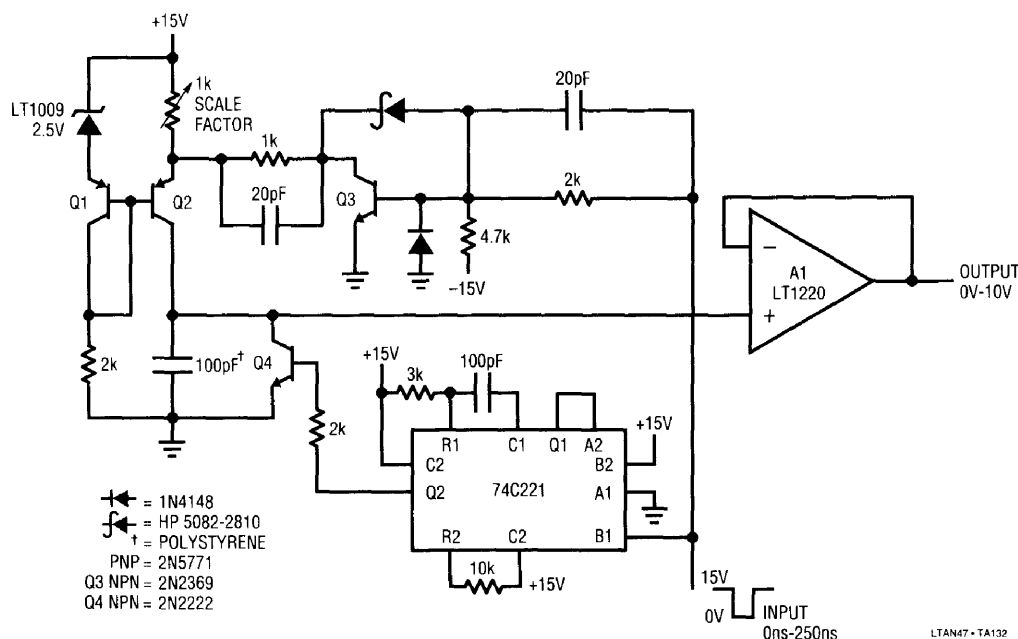 +15V
LT1009
2.5V
1k
SCALE
FACTOR
20pF
1k
Q1
Q2
20pF
Q3
2k
4.7k
−15V
A1
LT1220
−
+
OUTPUT
0V-10V
2k
100pF†
Q4
2k
+15V
3k
100pF
R1
C1
Q1
A2
+15V
C2
B2
Q2
74C221
A1
R2
C2
B1
10k
+15V
= 1N4148
= HP 5082-2810
† = POLYSTYRENE
PNP = 2N5771
Q3 NPN = 2N2369
Q4 NPN = 2N2222
15V
0V
INPUT
0ns-250ns
LTAN47 • TA132